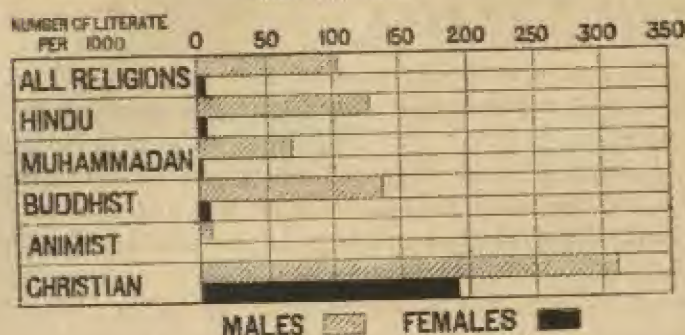 NUMBER OF LITERATE
PER 1000 0 50 100 150 200 250 300 350
ALL RELIGIONS
HINDU
MUHAMMADAN
BUDDHIST
ANIMIST
CHRISTIAN
MALES FEMALES